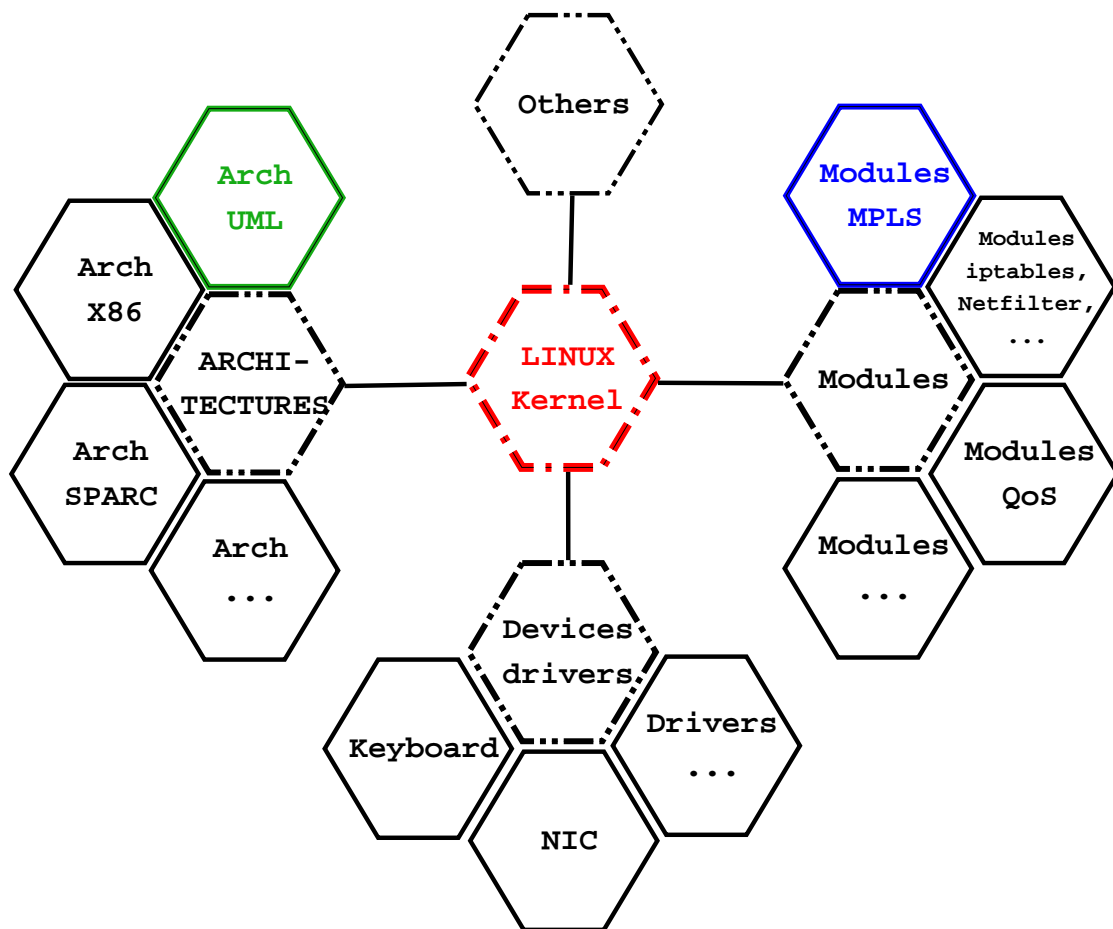 Others
Arch
UML
Modules
MPLS
Arch
X86
Modules
iptables,
Netfilter,
...
ARCHI-
TECTURES
LINUX
Kernel
Modules
Arch
SPARC
Modules
QoS
Arch
...
Modules
...
Devices
drivers
Keyboard
Drivers
...
NIC